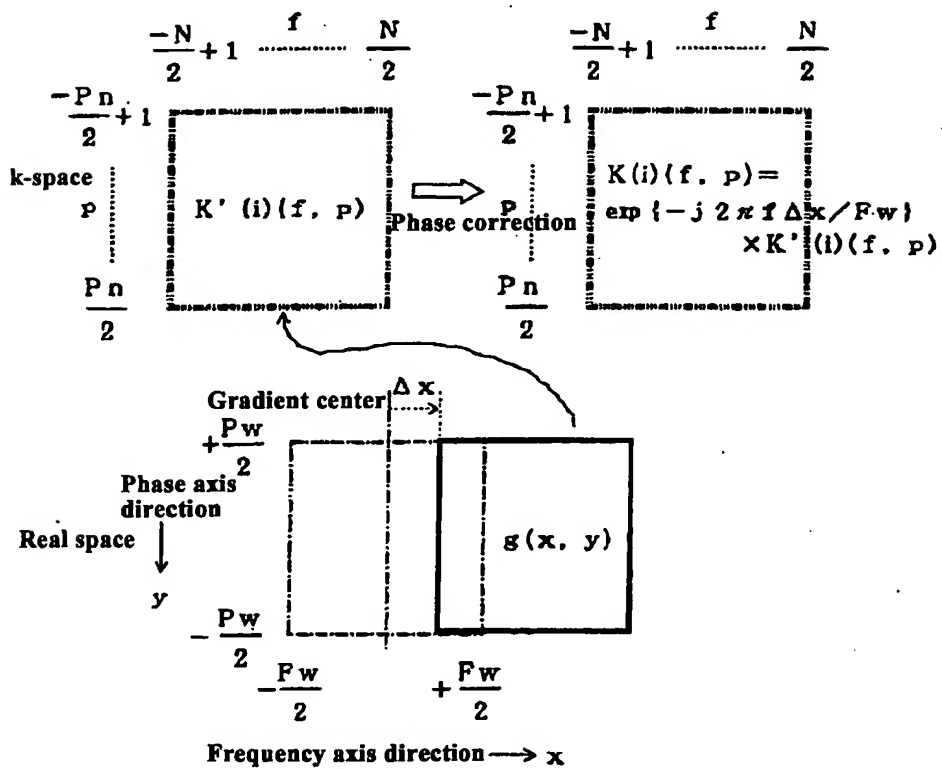 -N/2 + 1 ........ f ........ N/2
-N/2 + 1 ........ f ........ N/2
-Pn/2 + 1
-Pn/2 + 1
k-space
p
K' (i)(f, p)
Phase correction
p
K(i)(f, p)=
exp {-j 2 π f Δx/Fw}
×K' (i)(f, p)
Pn/2
Pn/2
Δx
Gradient center
+Pw/2
Phase axis
direction
Real space
y
g(x, y)
-Pw/2
-Fw/2
+Fw/2
Frequency axis direction → x